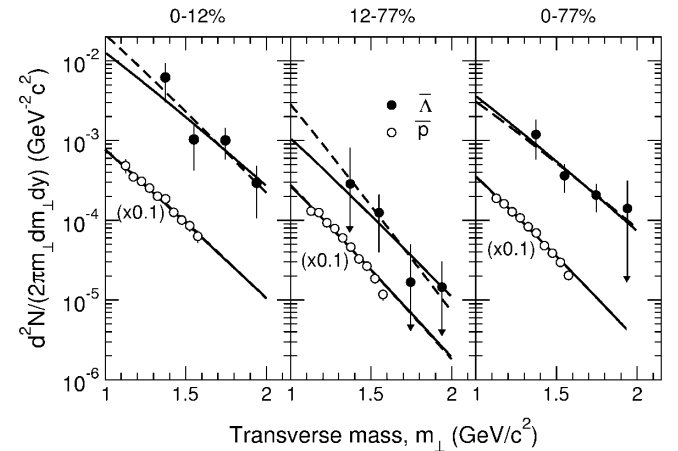 0-12% 12-77% 0-77%
d²N/(2πm⊥dm⊥dy) (GeV⁻²c²)
10⁻²
10⁻³
10⁻⁴
10⁻⁵
10⁻⁶
Λ̅
p̅
(x0.1) (x0.1) (x0.1)
1 1.5 2 1 1.5 2 1 1.5 2
Transverse mass, m⊥ (GeV/c²)